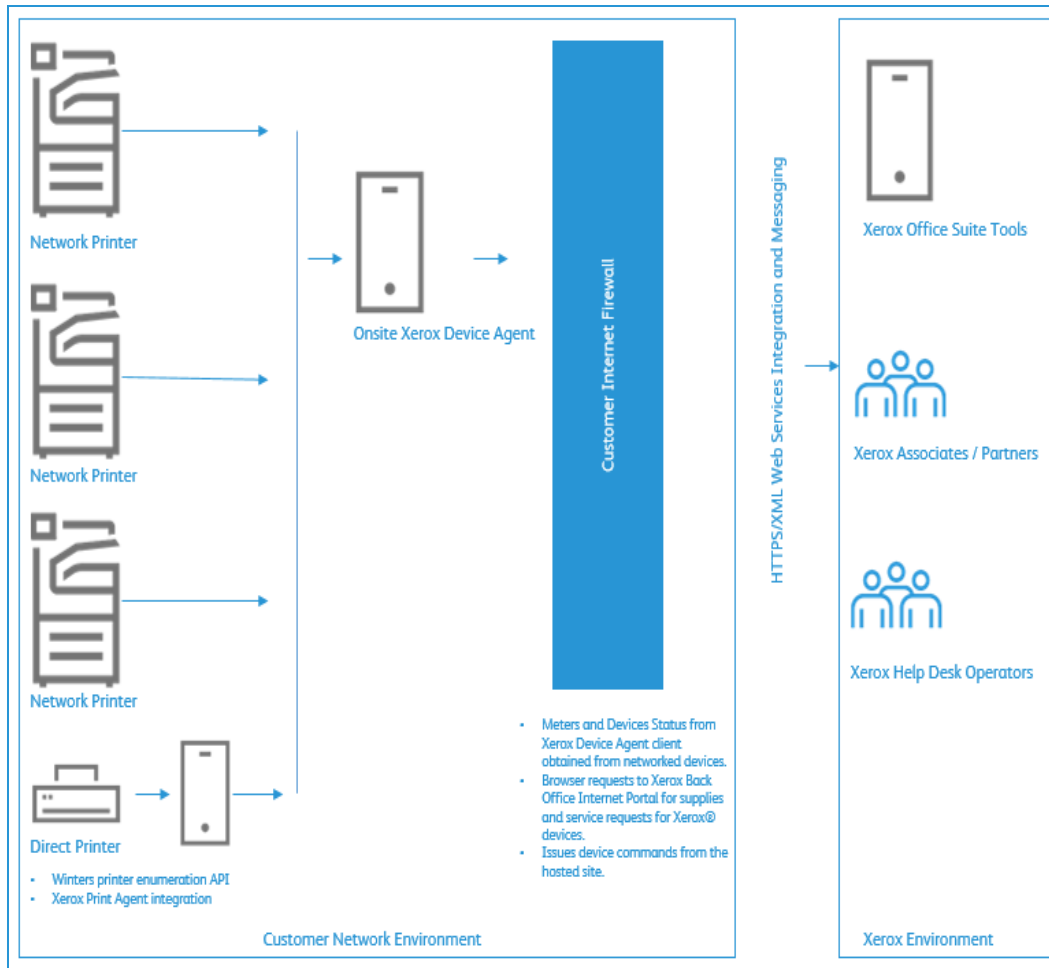 Network Printer
Network Printer
Network Printer
Direct Printer
• Winters printer enumeration API
• Xerox Print Agent integration
Onsite Xerox Device Agent
Customer Internet Firewall
• Meters and Devices Status from
Xerox Device Agent client
obtained from networked devices.
• Browser requests to Xerox Back
Office Internet Portal for supplies
and service requests for Xerox®
devices.
• Issues device commands from the
hosted site.
Customer Network Environment
HTTPS/XML Web Services Integration and Messaging
Xerox Office Suite Tools
Xerox Associates / Partners
Xerox Help Desk Operators
Xerox Environment